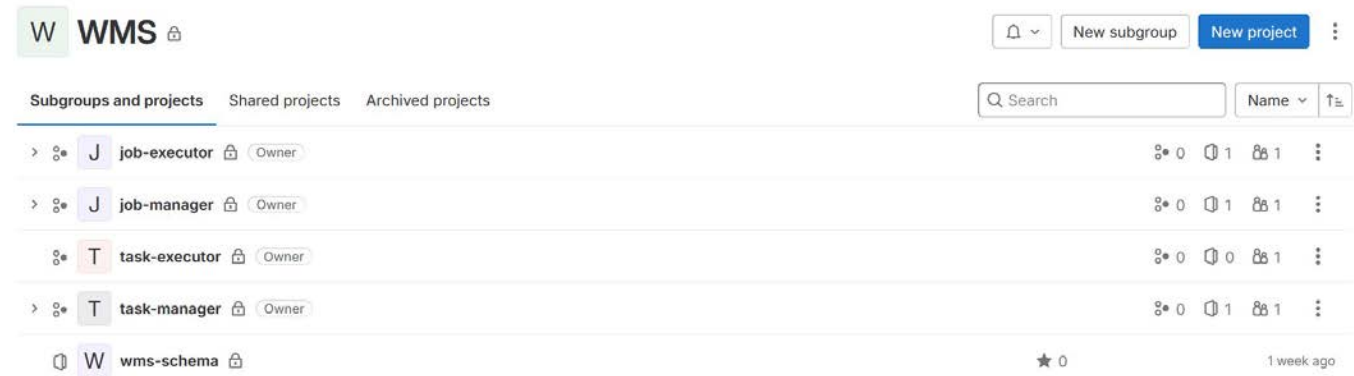 W WMS New subgroup New project
Subgroups and projects Shared projects Archived projects Search Name
J job-executor Owner 0 1 1
J job-manager Owner 0 1 1
T task-executor Owner 0 0 1
T task-manager Owner 0 1 1
W wms-schema 0 1 week ago